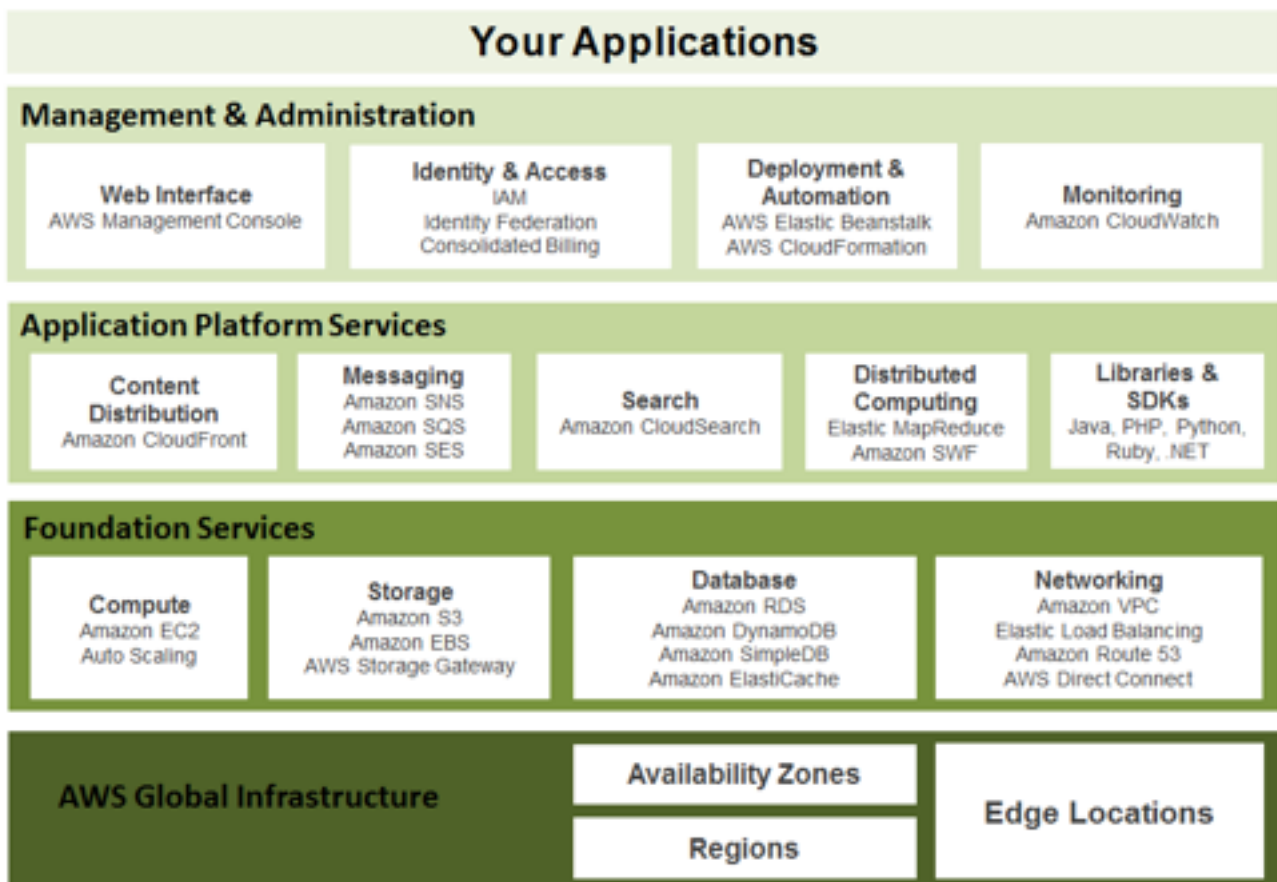 Your Applications
Management & Administration
Web Interface
AWS Management Console
Identity & Access
IAM
Identity Federation
Consolidated Billing
Deployment &
Automation
AWS Elastic Beanstalk
AWS CloudFormation
Monitoring
Amazon CloudWatch
Application Platform Services
Content
Distribution
Amazon CloudFront
Messaging
Amazon SNS
Amazon SQS
Amazon SES
Search
Amazon CloudSearch
Distributed
Computing
Elastic MapReduce
Amazon SWF
Libraries &
SDKs
Java, PHP, Python,
Ruby, .NET
Foundation Services
Compute
Amazon EC2
Auto Scaling
Storage
Amazon S3
Amazon EBS
AWS Storage Gateway
Database
Amazon RDS
Amazon DynamoDB
Amazon SimpleDB
Amazon ElastiCache
Networking
Amazon VPC
Elastic Load Balancing
Amazon Route 53
AWS Direct Connect
AWS Global Infrastructure
Availability Zones
Regions
Edge Locations